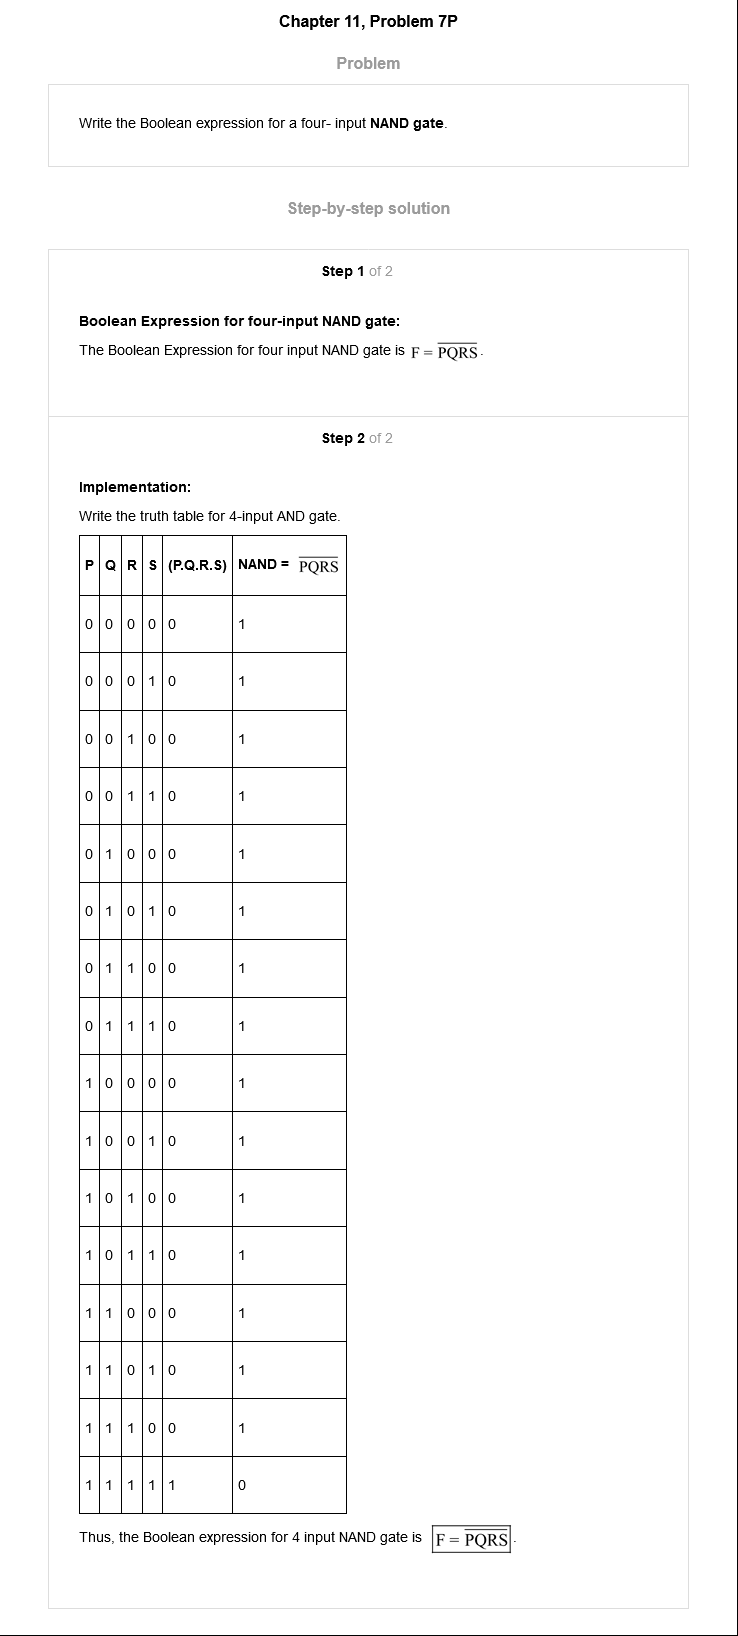 Chapter 11, Problem 7P
Problem
Write the Boolean expression for a four- input NAND gate.
Step-by-step solution
Step 1 of 2
Boolean Expression for four-input NAND gate:
The Boolean Expression for four input NAND gate is F = P̅Q̅R̅S̅.
Step 2 of 2
Implementation:
Write the truth table for 4-input AND gate.
P Q R S (P.Q.R.S) NAND = P̅Q̅R̅S̅
0 0 0 0 0 1
0 0 0 1 0 1
0 0 1 0 0 1
0 0 1 1 0 1
0 1 0 0 0 1
0 1 0 1 0 1
0 1 1 0 0 1
0 1 1 1 0 1
1 0 0 0 0 1
1 0 0 1 0 1
1 0 1 0 0 1
1 0 1 1 0 1
1 1 0 0 0 1
1 1 0 1 0 1
1 1 1 0 0 1
1 1 1 1 1 0
Thus, the Boolean expression for 4 input NAND gate is F = P̅Q̅R̅S̅.